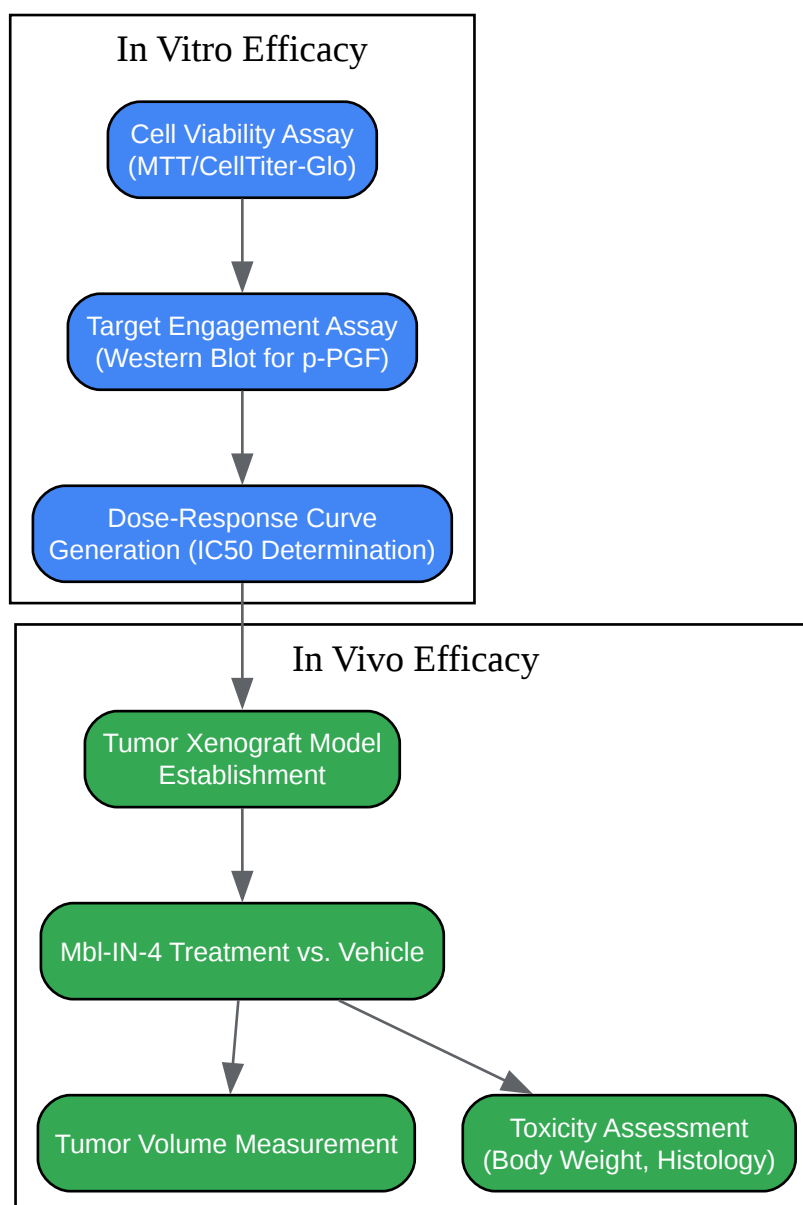 In Vitro Efficacy
Cell Viability Assay
(MTT/CellTiter-Glo)
Target Engagement Assay
(Western Blot for p-PGF)
Dose-Response Curve
Generation (IC50 Determination)
In Vivo Efficacy
Tumor Xenograft Model
Establishment
Mbl-IN-4 Treatment vs. Vehicle
Tumor Volume Measurement
Toxicity Assessment
(Body Weight, Histology)